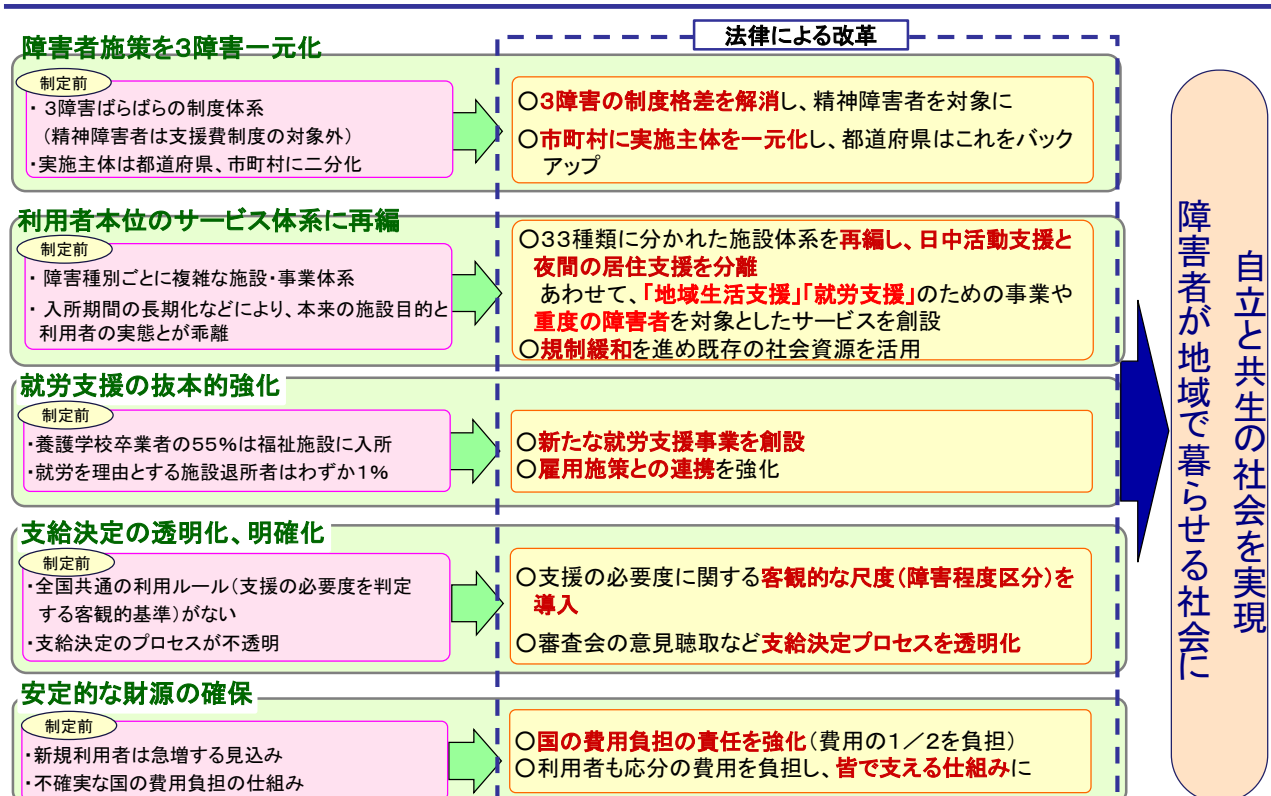 法律による改革
障害者施策を3障害一元化
制定前
・ 3障害ばらばらの制度体系
(精神障害者は支援費制度の対象外)
・実施主体は都道府県、市町村に二分化
○3障害の制度格差を解消し、精神障害者を対象に
○市町村に実施主体を一元化し、都道府県はこれをバック
アップ
利用者本位のサービス体系に再編
制定前
・ 障害種別ごとに複雑な施設・事業体系
・ 入所期間の長期化などにより、本来の施設目的と
利用者の実態とが乖離
○33種類に分かれた施設体系を再編し、日中活動支援と
夜間の居住支援を分離
あわせて、「地域生活支援」「就労支援」のための事業や
重度の障害者を対象としたサービスを創設
○規制緩和を進め既存の社会資源を活用
就労支援の抜本的強化
制定前
・養護学校卒業者の55%は福祉施設に入所
・就労を理由とする施設退所者はわずか1%
○新たな就労支援事業を創設
○雇用施策との連携を強化
支給決定の透明化、明確化
制定前
・全国共通の利用ルール(支援の必要度を判定
する客観的基準)がない
・支給決定のプロセスが不透明
○支援の必要度に関する客観的な尺度(障害程度区分)を
導入
○審査会の意見聴取など支給決定プロセスを透明化
安定的な財源の確保
制定前
・新規利用者は急増する見込み
・不確実な国の費用負担の仕組み
○国の費用負担の責任を強化(費用の1/2を負担)
○利用者も応分の費用を負担し、皆で支える仕組みに
自立と共生の社会を実現
障害者が地域で暮らせる社会に